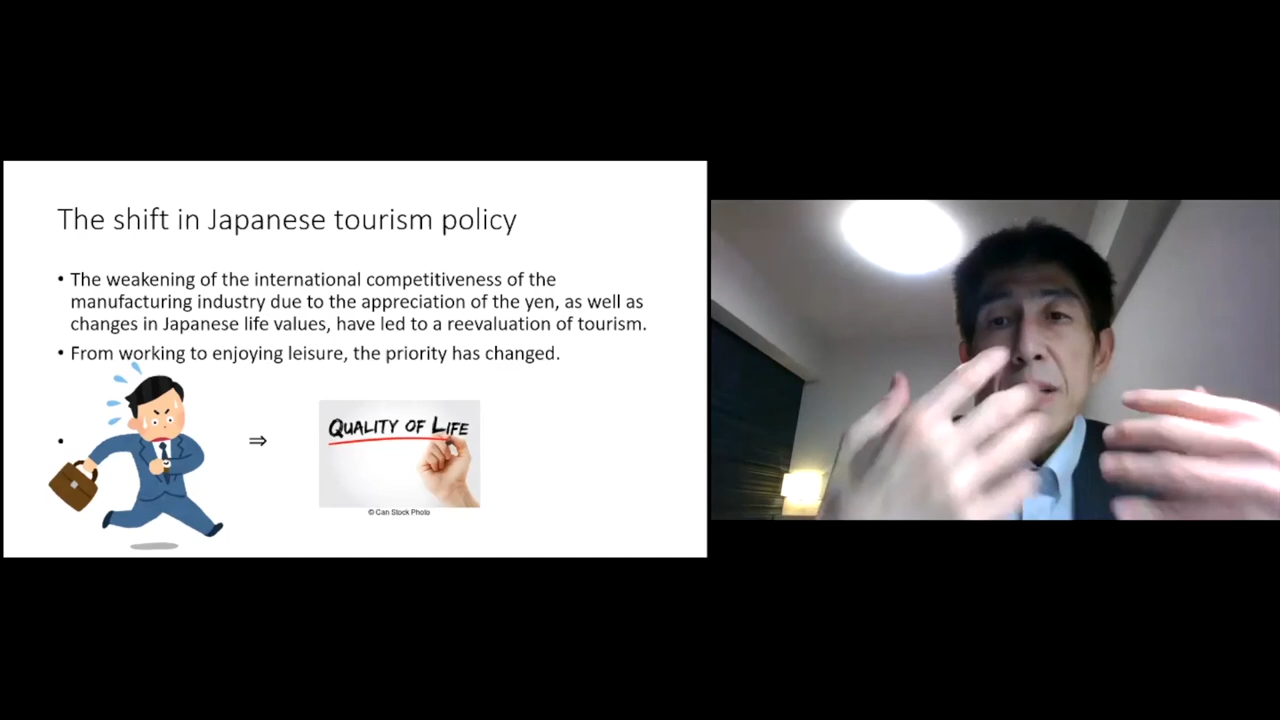 The shift in Japanese tourism policy
• The weakening of the international competitiveness of the
manufacturing industry due to the appreciation of the yen, as well as
changes in Japanese life values, have led to a reevaluation of tourism.
• From working to enjoying leisure, the priority has changed.
• ⇒
QUALITY OF LIFE
© Can Stock Photo